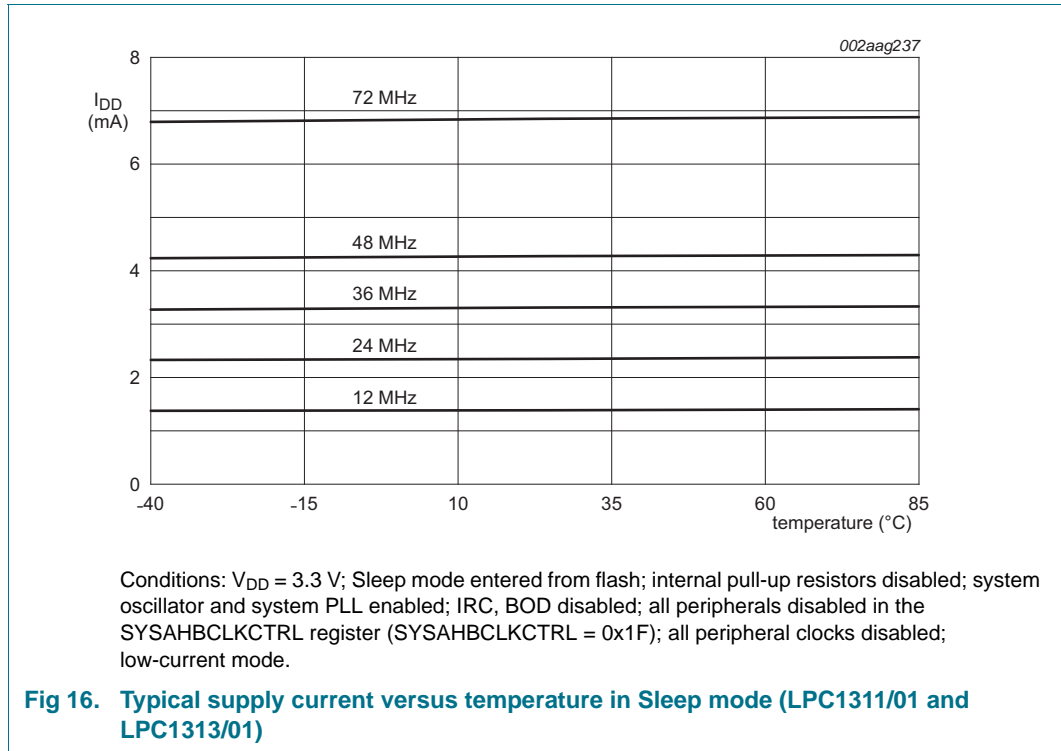 002aag237
8
I_DD
(mA)
72 MHz
6
48 MHz
4
36 MHz
24 MHz
2
12 MHz
0
-40 -15 10 35 60 85
temperature (°C)
Conditions: V_DD = 3.3 V; Sleep mode entered from flash; internal pull-up resistors disabled; system
oscillator and system PLL enabled; IRC, BOD disabled; all peripherals disabled in the
SYSAHBCLKCTRL register (SYSAHBCLKCTRL = 0x1F); all peripheral clocks disabled;
low-current mode.
Fig 16. Typical supply current versus temperature in Sleep mode (LPC1311/01 and
LPC1313/01)